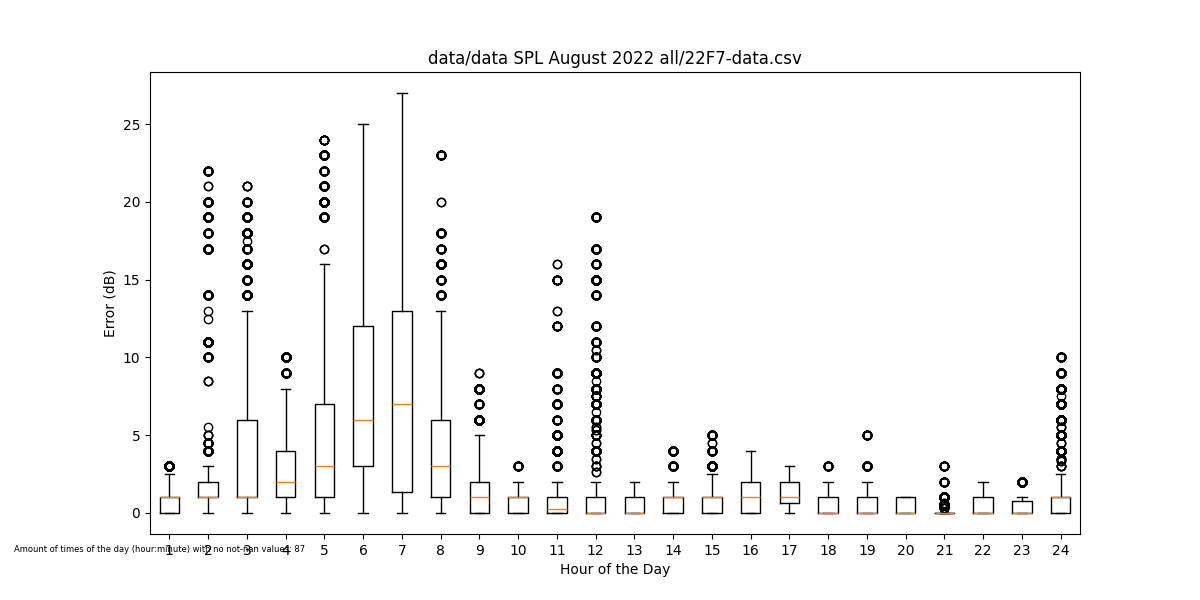 data/data SPL August 2022 all/22F7-data.csv
Error (dB)
25
20
15
10
5
0
1 2 3 4 5 6 7 8 9 10 11 12 13 14 15 16 17 18 19 20 21 22 23 24
Amount of times of the day (hour:minute) with no not-nan values: 87
Hour of the Day